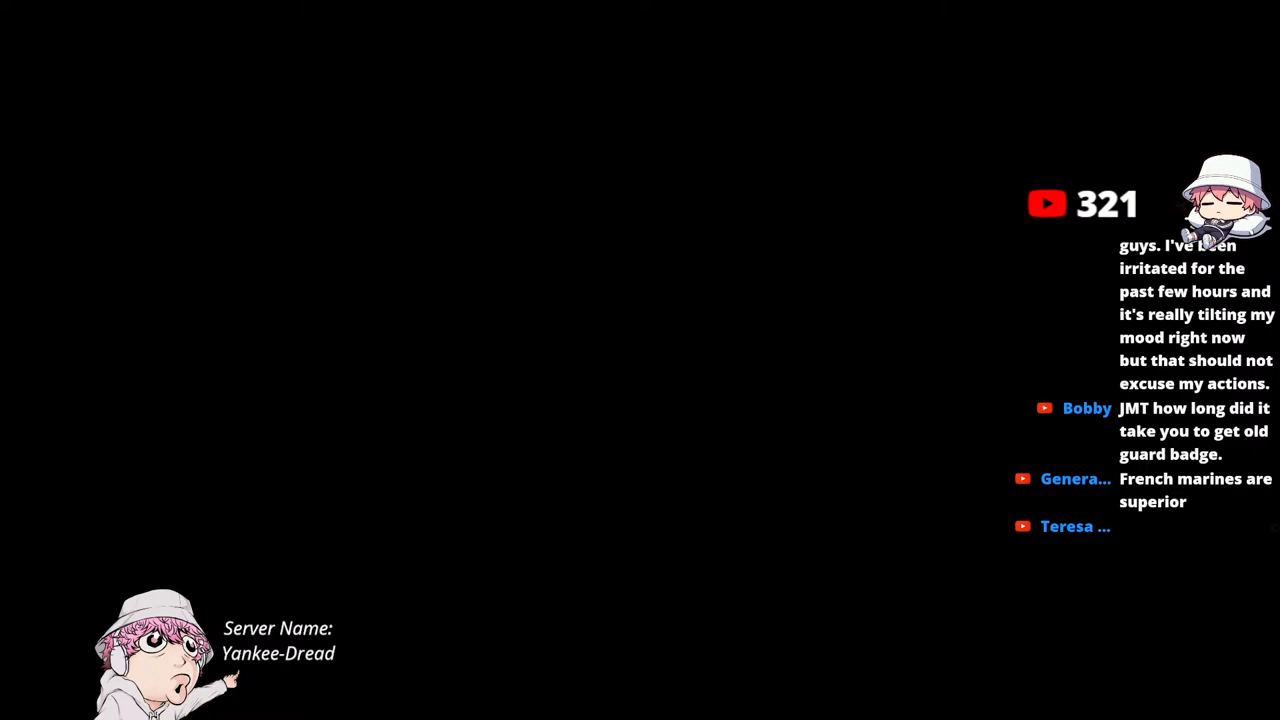 321
guys. I've been
irritated for the
past few hours and
it's really tilting my
mood right now
but that should not
excuse my actions.
Bobby JMT how long did it
take you to get old
guard badge.
Genera... French marines are
superior
Teresa ...
Server Name:
Yankee-Dread